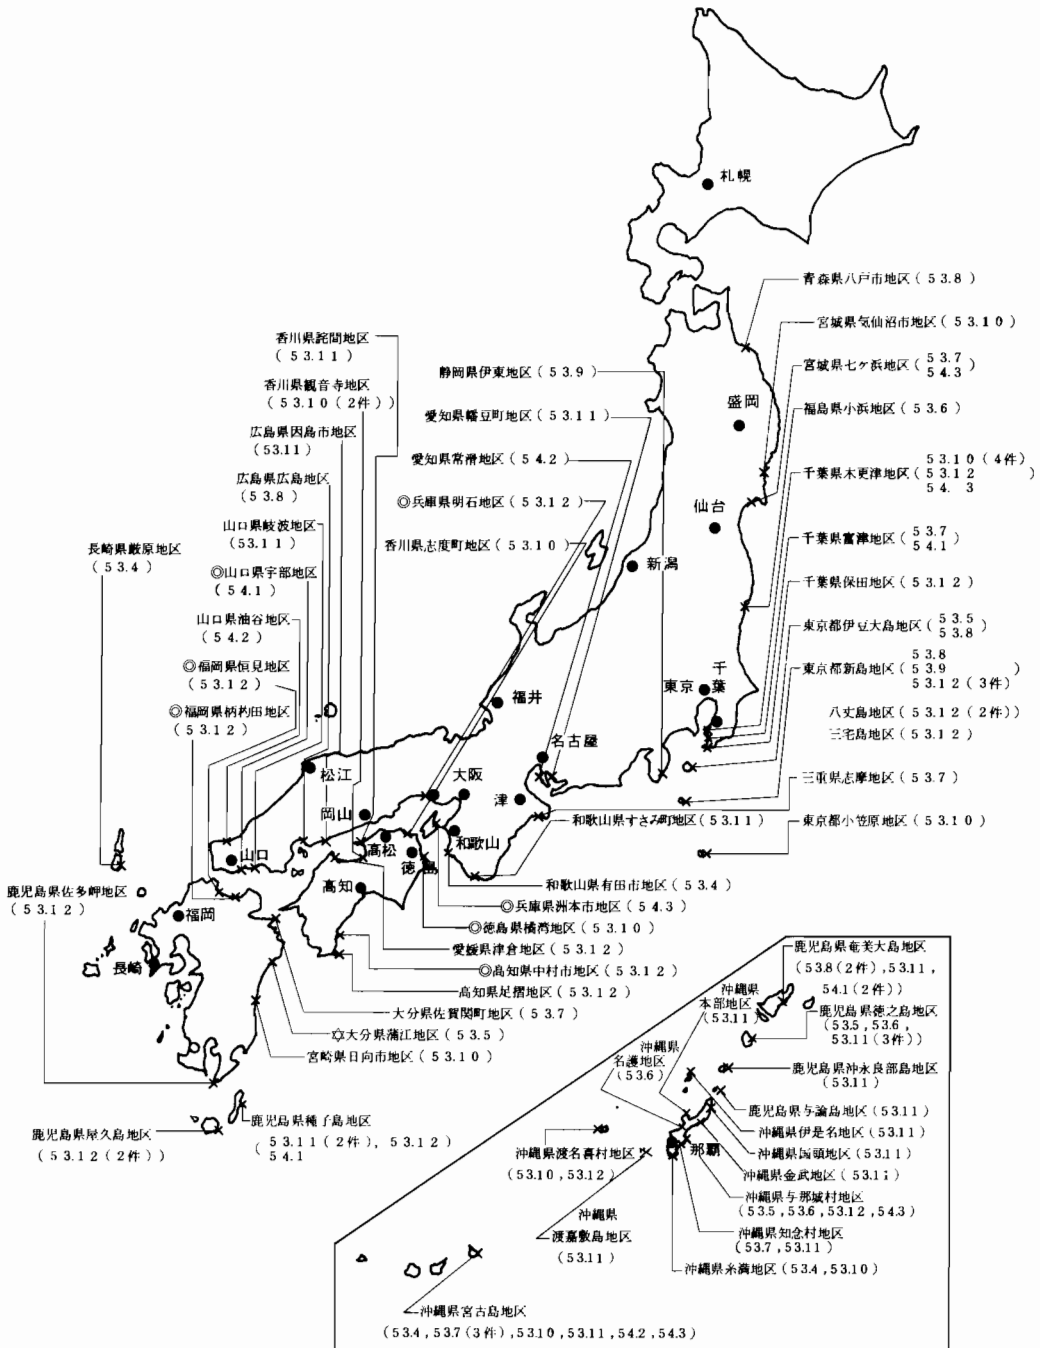 札幌
青森県八戸市地区(53.8)
宮城県気仙沼市地区(53.10)
宮城県七ケ浜地区(53.7
54.3)
福島県小浜地区(53.6)
千葉県木更津地区(53.10(4件)
53.12
54.3)
千葉県富津地区(53.7
54.1)
千葉県保田地区(53.12)
東京都伊豆大島地区(53.5
53.8)
東京都新島地区(53.8
53.9
53.12(3件))
八丈島地区(53.12(2件))
三宅島地区(53.12)
三重県志摩地区(53.7)
東京都小笠原地区(53.10)
盛岡
仙台
新潟
千葉
東京
福井
名古屋
大阪
津
松江
岡山
和歌山
高松
徳島
高知
山口
福岡
長崎
香川県詫間地区
(53.11)
香川県観音寺地区
(53.10(2件))
広島県因島市地区
(53.11)
広島県広島地区
(53.8)
山口県岐波地区
(53.11)
◎山口県宇部地区
(54.1)
山口県油谷地区
(54.2)
◎福岡県恒見地区
(53.12)
◎福岡県柄杓田地区
(53.12)
長崎県厳原地区
(53.4)
静岡県伊東地区(53.9)
愛知県幡豆町地区(53.11)
愛知県常滑地区(54.2)
◎兵庫県明石地区(53.12)
香川県志度町地区(53.10)
和歌山県すさみ町地区(53.11)
和歌山県有田市地区(53.4)
◎兵庫県洲本市地区(54.3)
◎徳島県橘湾地区(53.10)
愛媛県津倉地区(53.12)
◎高知県中村市地区(53.12)
高知県足摺地区(53.12)
大分県佐賀関町地区(53.7)
✡大分県蒲江地区(53.5)
宮崎県日向市地区(53.10)
鹿児島県佐多岬地区
(53.12)
鹿児島県種子島地区
(53.11(2件),53.12
54.1)
鹿児島県屋久島地区
(53.12(2件))
鹿児島県奄美大島地区
(53.8(2件),53.11,
54.1(2件))
鹿児島県徳之島地区
(53.5,53.6,
53.11(3件))
鹿児島県沖永良部島地区
(53.11)
鹿児島県与論島地区(53.11)
沖縄県伊是名地区(53.11)
沖縄県国頭地区(53.11)
沖縄県金武地区(53.11)
沖縄県与那城村地区
(53.5,53.6,53.12,54.3)
沖縄県知念村地区
(53.7,53.11)
沖縄県糸満地区(53.4,53.10)
沖縄県
本部地区
(53.11)
沖縄県
名護地区
(53.6)
那覇
沖縄県渡名喜村地区
(53.10,53.12)
沖縄県
渡嘉敷島地区
(53.11)
沖縄県宮古島地区
(53.4,53.7(3件),53.10,53.11,54.2,54.3)